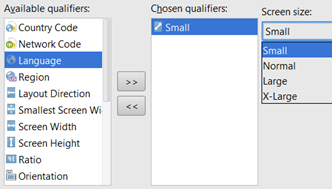 Available qualifiers:
Country Code
Network Code
Language
Region
Layout Direction
Smallest Screen Wi
Screen Width
Screen Height
Ratio
Orientation
>>
<<
Chosen qualifiers:
Small
Screen size:
Small
Small
Normal
Large
X-Large